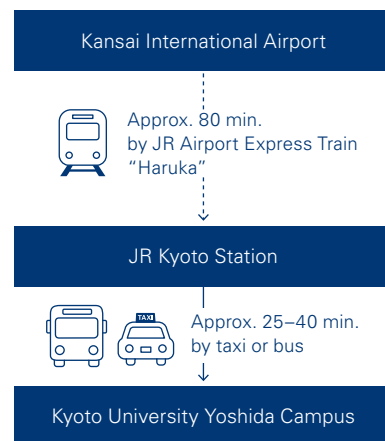 Kansai International Airport
Approx. 80 min.
by JR Airport Express Train
“Haruka”
JR Kyoto Station
TAXI
Approx. 25–40 min.
by taxi or bus
Kyoto University Yoshida Campus